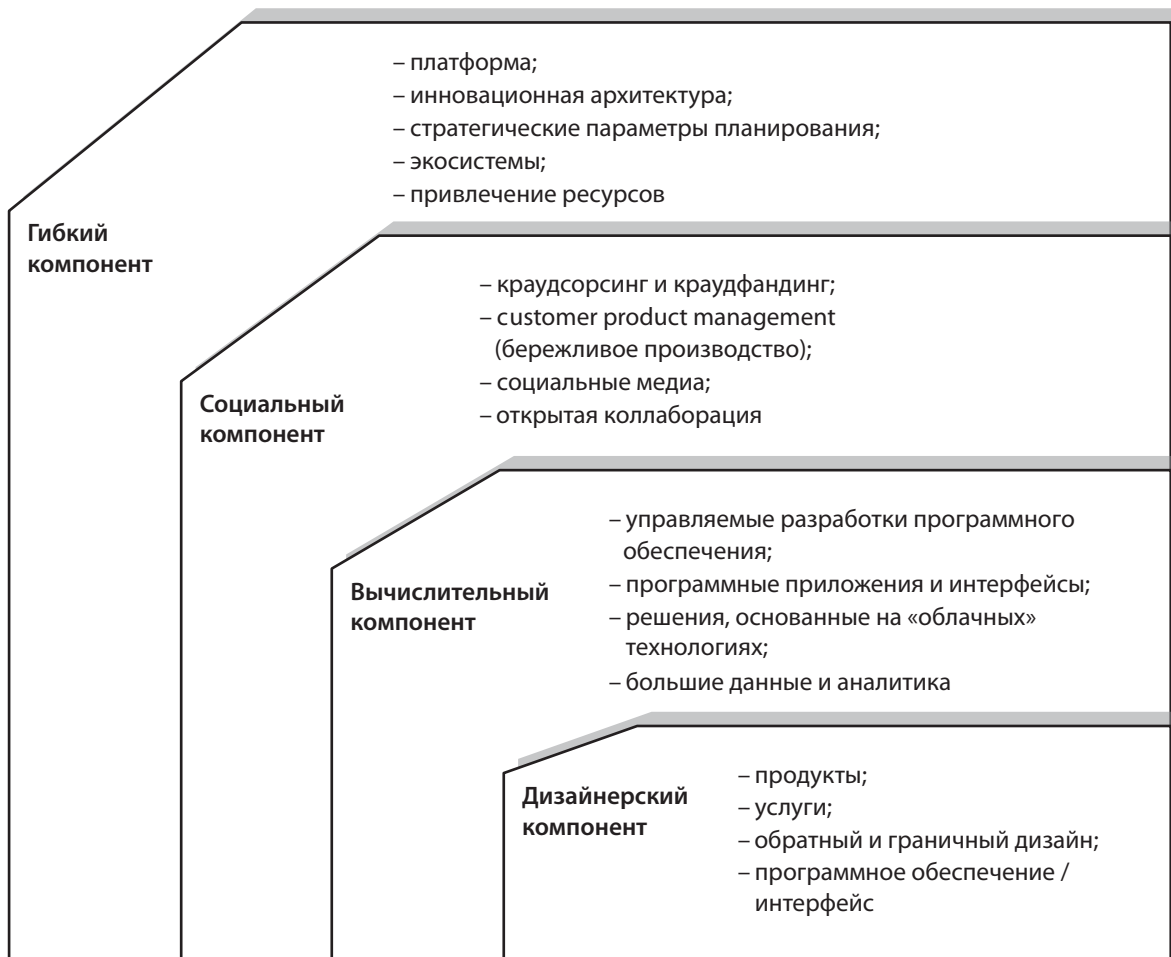 – платформа;
– инновационная архитектура;
– стратегические параметры планирования;
– экосистемы;
– привлечение ресурсов
Гибкий
компонент
– краудсорсинг и краудфандинг;
– customer product management
(бережливое производство);
– социальные медиа;
– открытая коллаборация
Социальный
компонент
– управляемые разработки программного
обеспечения;
– программные приложения и интерфейсы;
– решения, основанные на «облачных»
технологиях;
– большие данные и аналитика
Вычислительный
компонент
– продукты;
– услуги;
– обратный и граничный дизайн;
– программное обеспечение /
интерфейс
Дизайнерский
компонент